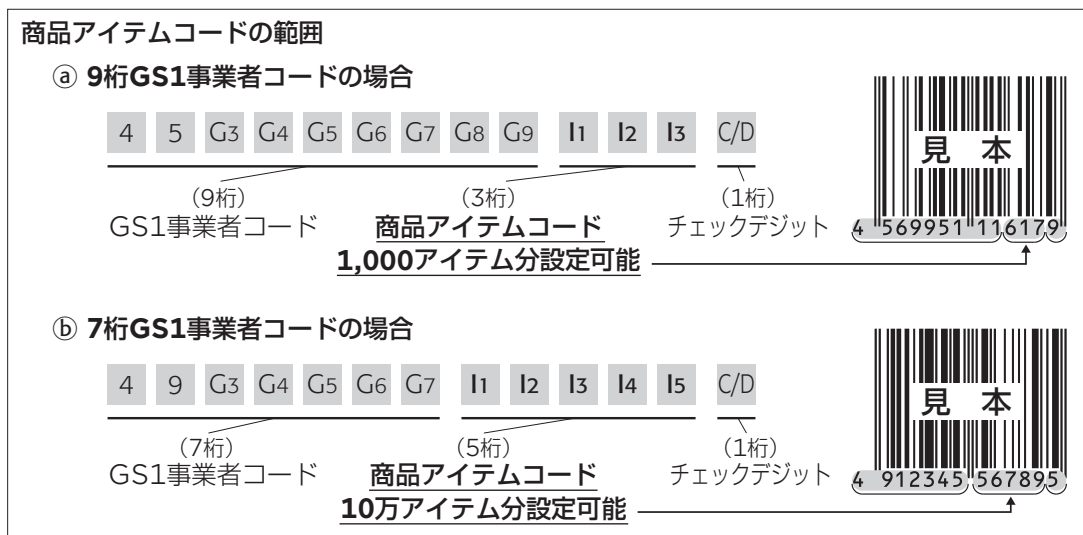 商品アイテムコードの範囲
ⓐ 9桁GS1事業者コードの場合
4 5 G3 G4 G5 G6 G7 G8 G9 I1 I2 I3 C/D
(9桁) (3桁) (1桁)
GS1事業者コード 商品アイテムコード チェックデジット
1,000アイテム分設定可能
見 本
4 569951 116179
ⓑ 7桁GS1事業者コードの場合
4 9 G3 G4 G5 G6 G7 I1 I2 I3 I4 I5 C/D
(7桁) (5桁) (1桁)
GS1事業者コード 商品アイテムコード チェックデジット
10万アイテム分設定可能
見 本
4 912345 567895